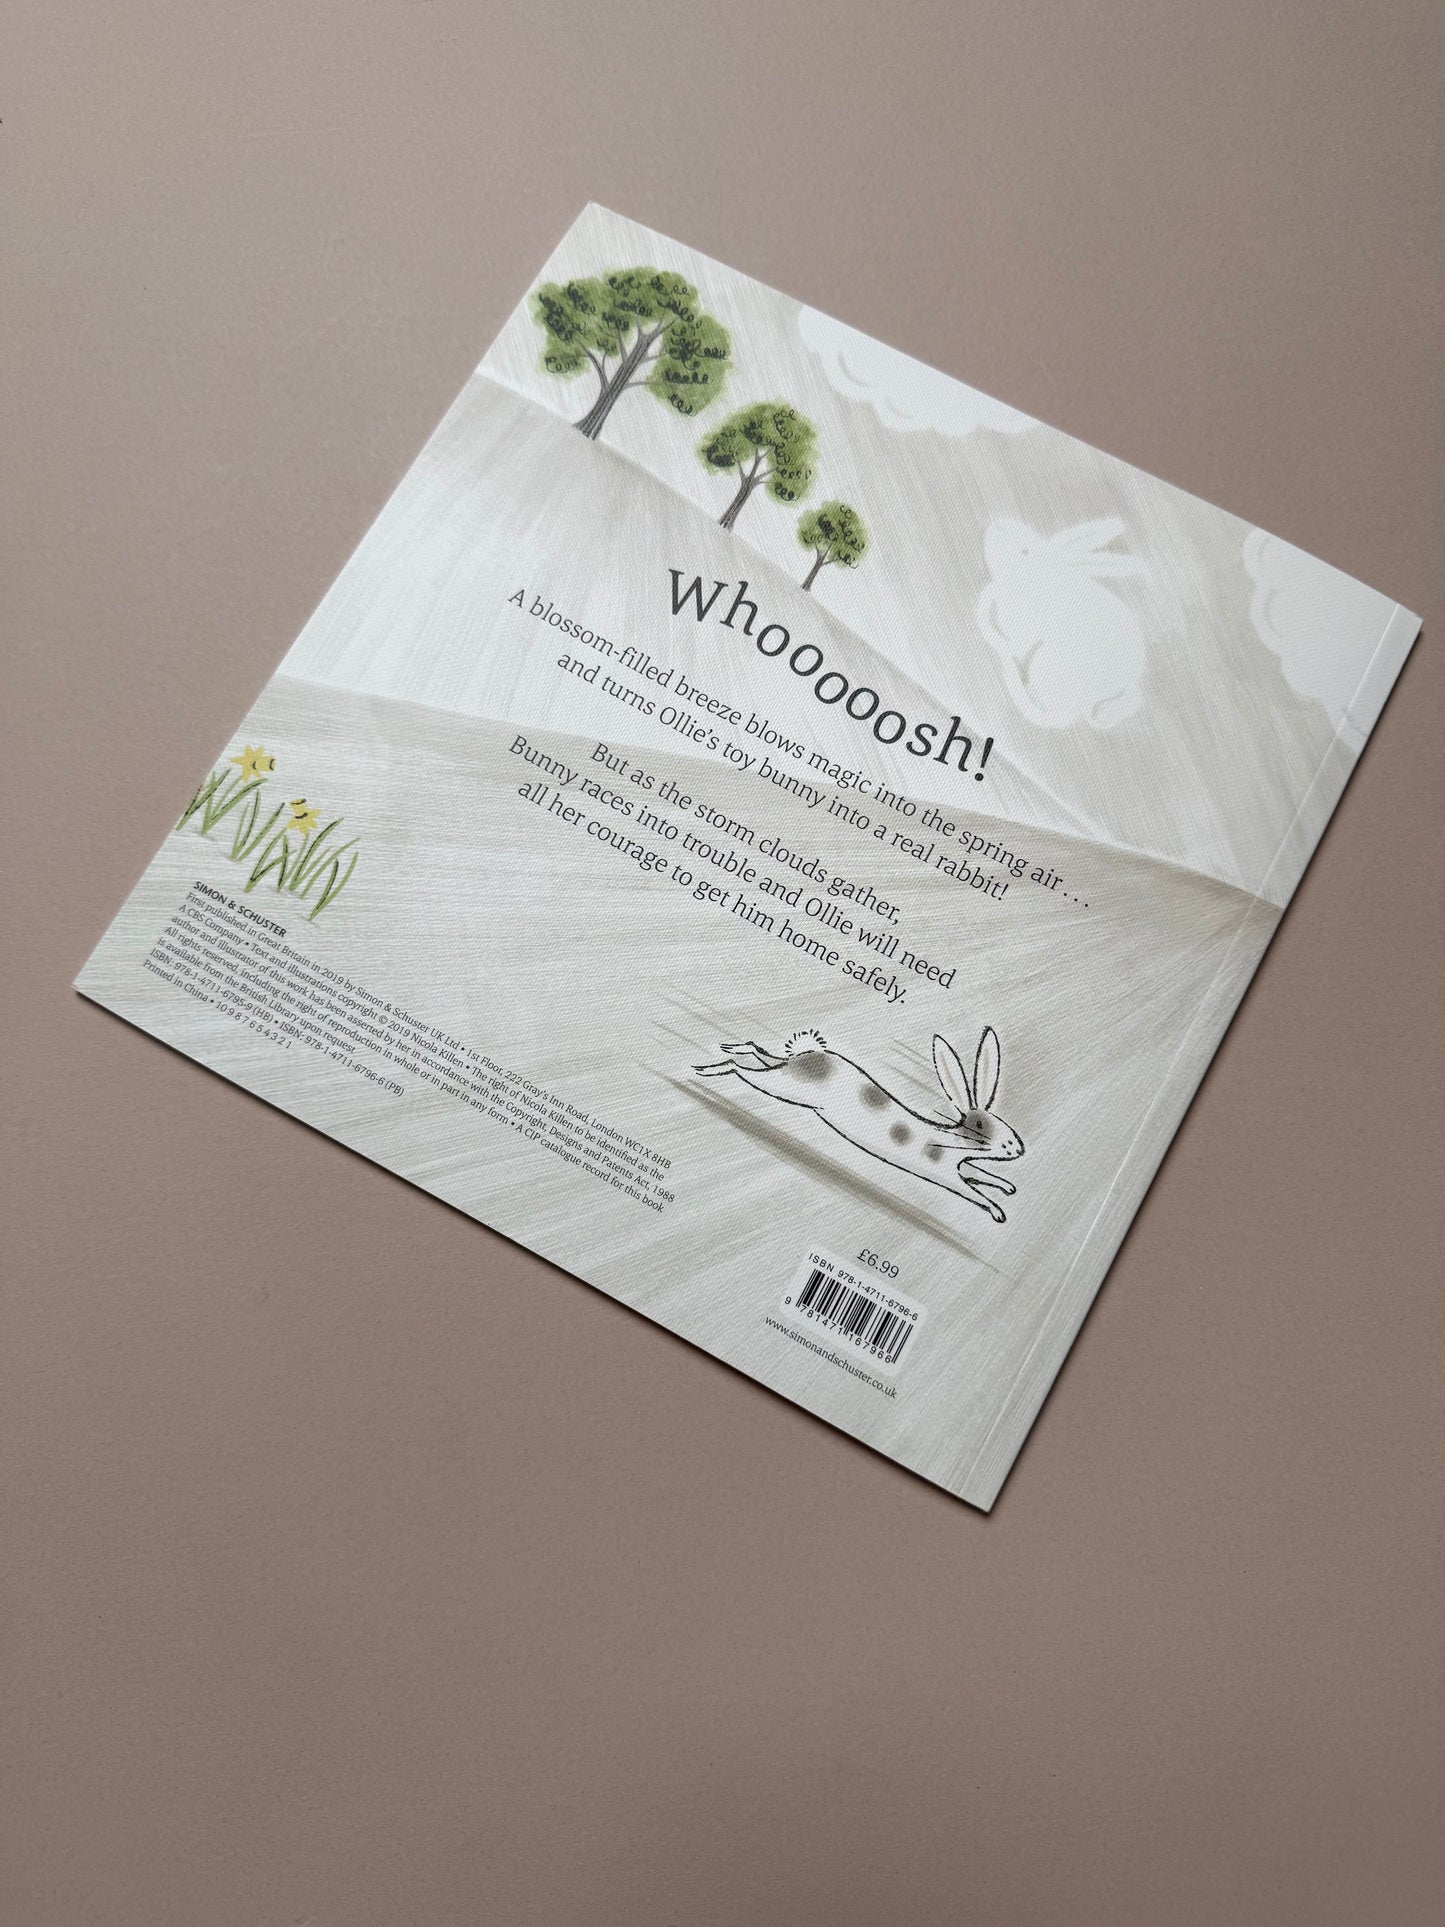 Whoooooosh!
A blossom-filled breeze blows magic into the spring air...
and turns Ollie's toy bunny into a real rabbit!
But as the storm clouds gather,
Bunny races into trouble and Ollie will need
all her courage to get him home safely.
SIMON & SCHUSTER
First published in Great Britain in 2019 by Simon & Schuster UK Ltd • 1st Floor, 222 Gray's Inn Road, London WC1X 8HB
A CBS Company • Text and illustrations copyright © 2019 Nicola Killen • The right of Nicola Killen to be identified as the
author and illustrator of this work has been asserted by her in accordance with the Copyright, Designs and Patents Act, 1988
All rights reserved, including the right of reproduction in whole or in part in any form • A CIP catalogue record for this book
is available from the British Library upon request
ISBN: 978-1-4711-6795-9 (HB) • ISBN: 978-1-4711-6796-6 (PB)
Printed in China • 10 9 8 7 6 5 4 3 2 1
£6.99
ISBN 978-1-4711-6796-6
9 781471 167966
www.simonandschuster.co.uk